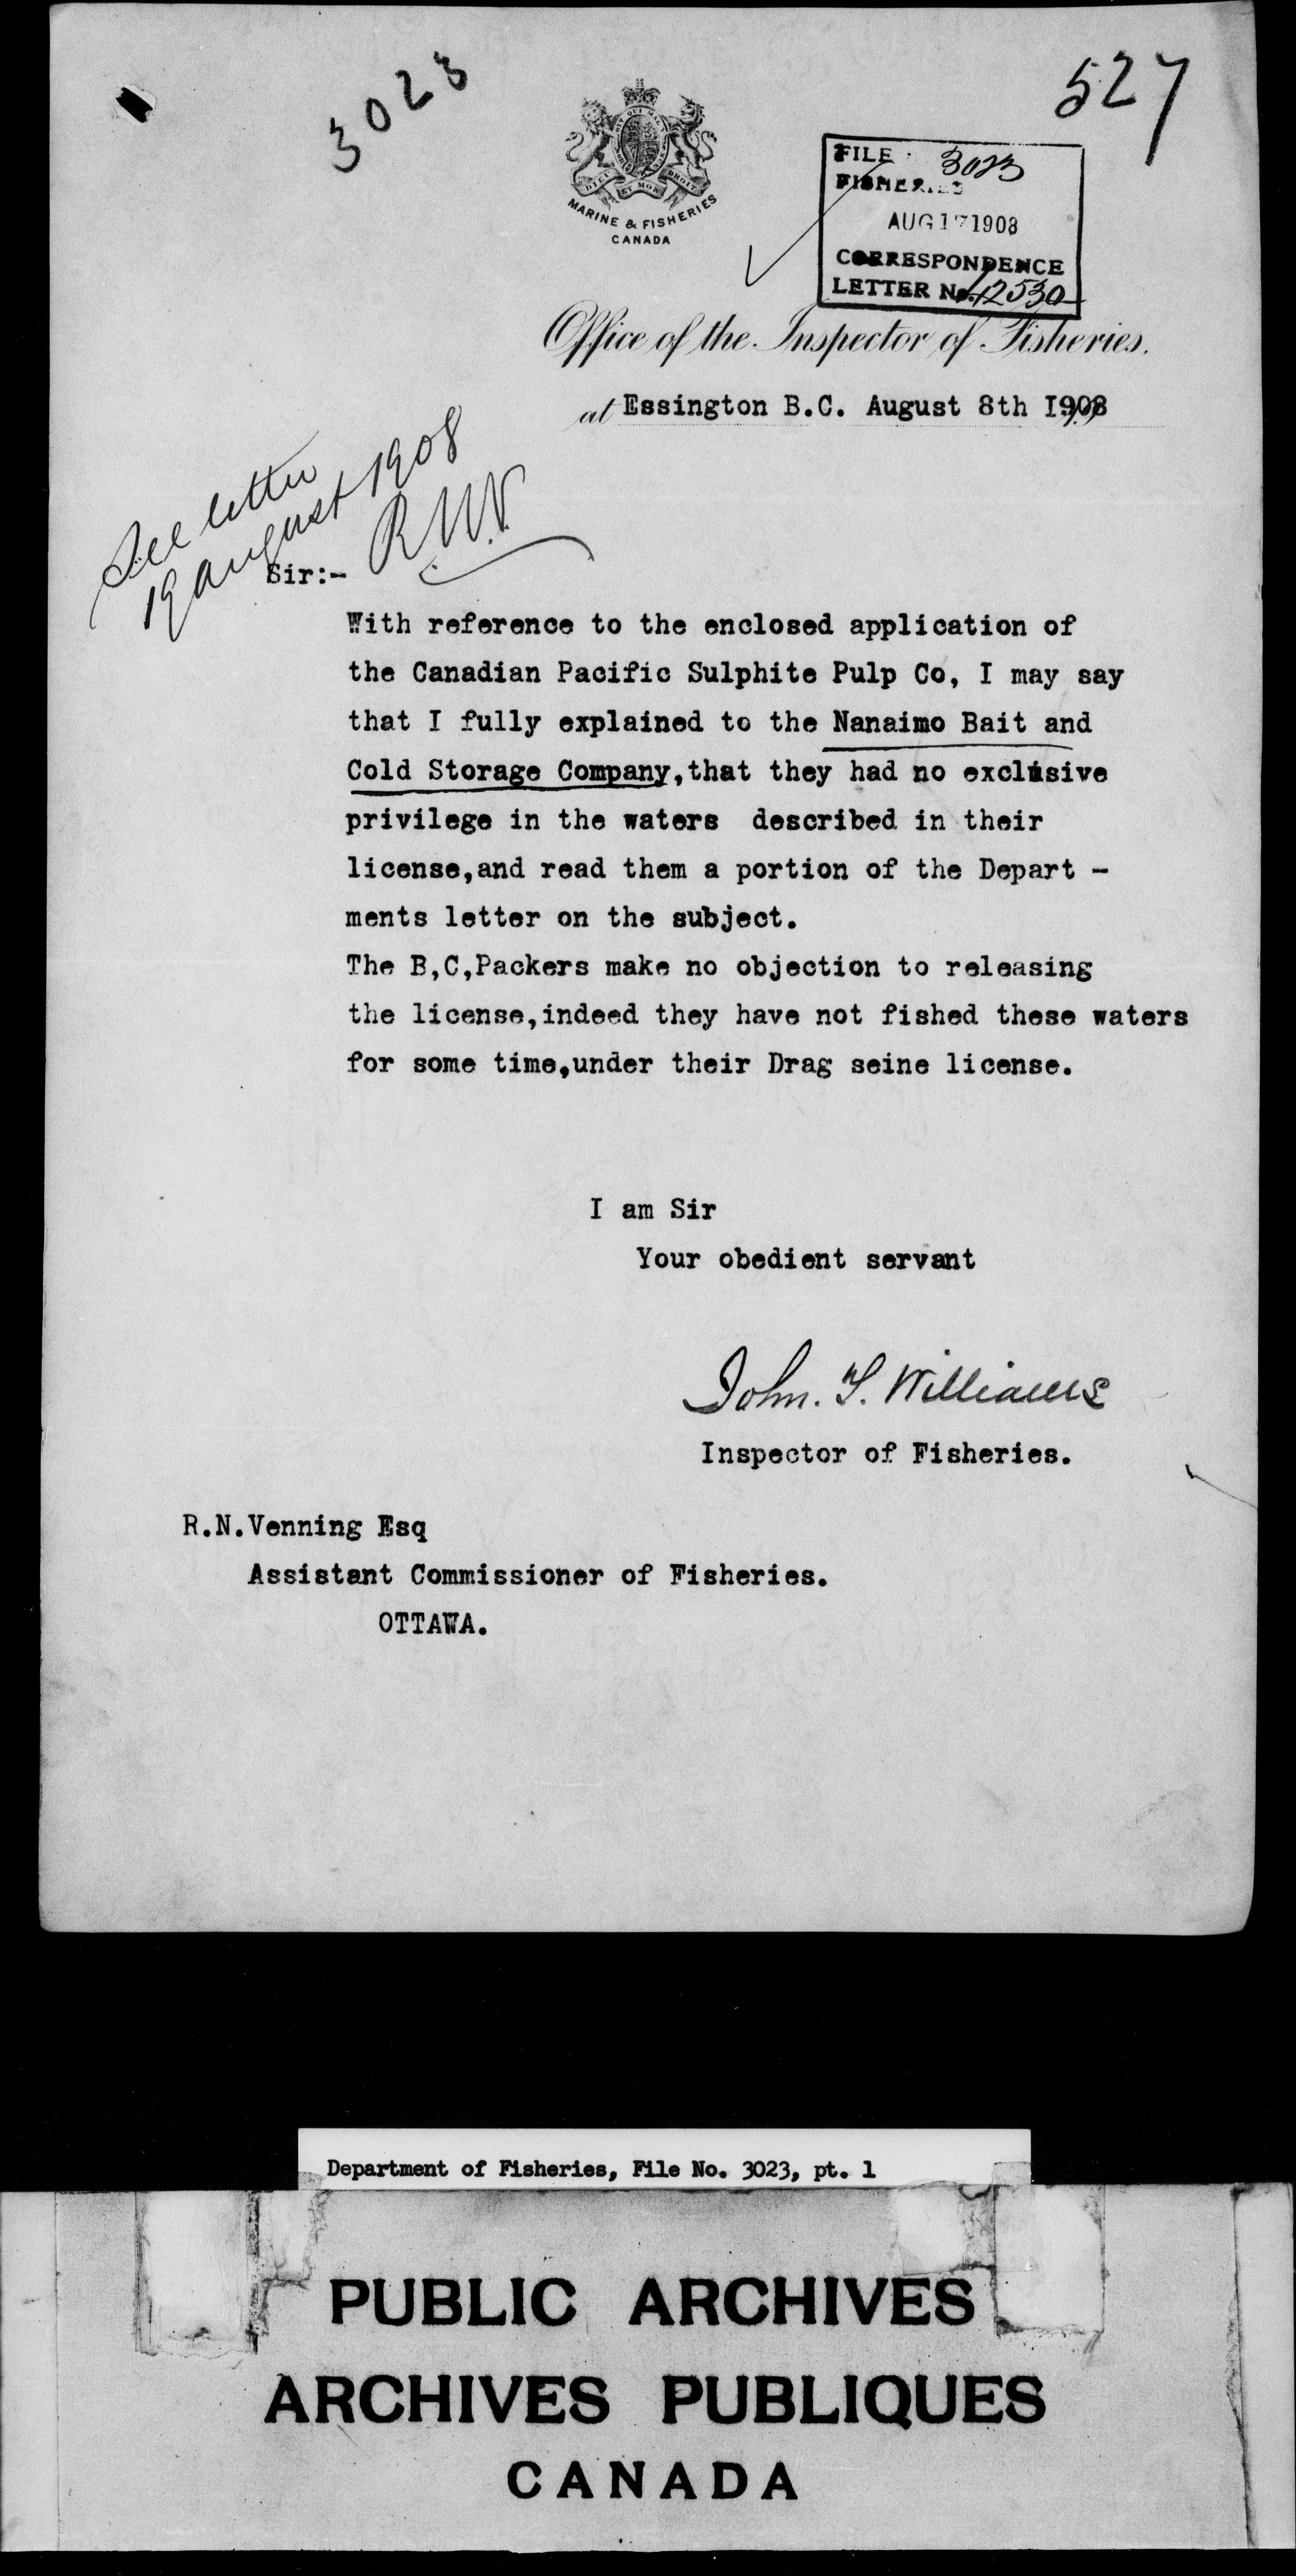 3023
527
DIEU ET MON DROIT
MARINE & FISHERIES
CANADA
FILE 3023
FISHERIES
AUG 17 1908
CORRESPONDENCE
LETTER No. 12530
Office of the Inspector of Fisheries.
at Essington B.C. August 8th I908
See letter
19 august 1908
R.N.V.
Sir:-
With reference to the enclosed application of
the Canadian Pacific Sulphite Pulp Co, I may say
that I fully explained to the Nanaimo Bait and
Cold Storage Company,that they had no exclusive
privilege in the waters described in their
license,and read them a portion of the Depart -
ments letter on the subject.
The B,C,Packers make no objection to releasing
the license,indeed they have not fished these waters
for some time,under their Drag seine license.
I am Sir
Your obedient servant
John. T. Williams
Inspector of Fisheries.
R.N.Venning Esq
Assistant Commissioner of Fisheries.
OTTAWA.
Department of Fisheries, File No. 3023, pt. 1
PUBLIC ARCHIVES
ARCHIVES PUBLIQUES
CANADA